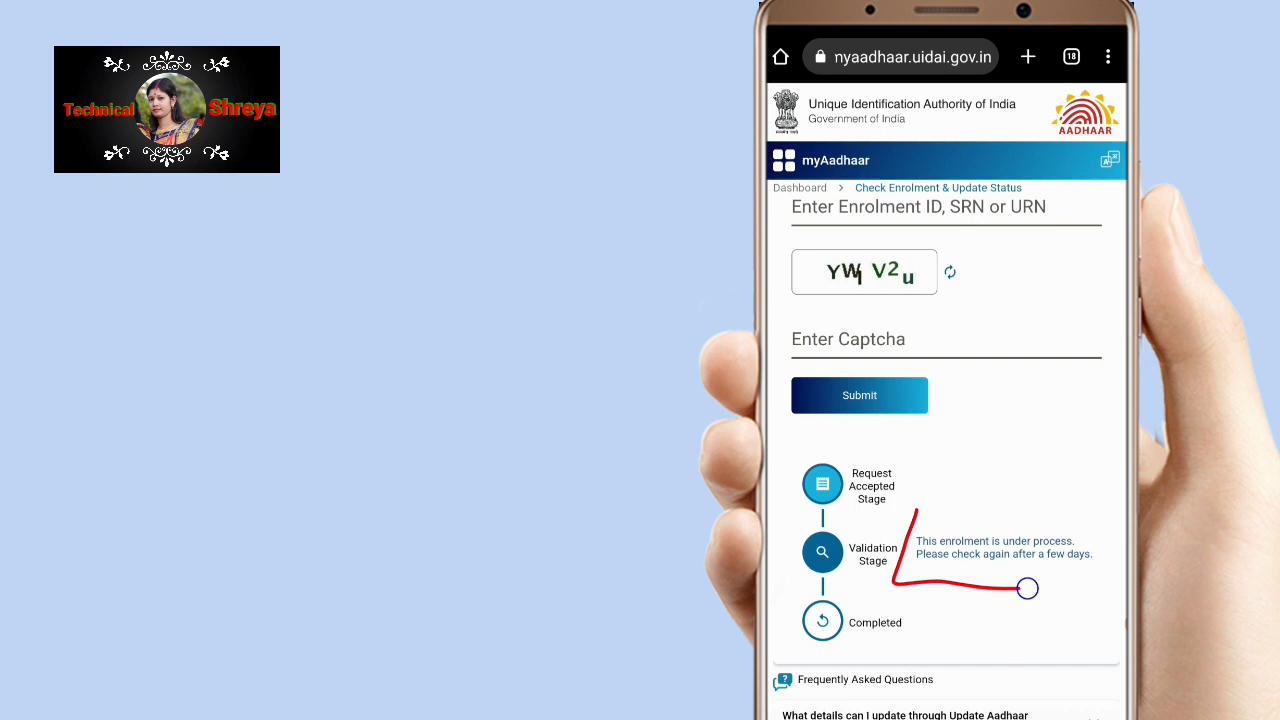 Technical Shreya
myaadhaar.uidai.gov.in
18
Unique Identification Authority of India
Government of India
AADHAAR
myAadhaar
Dashboard > Check Enrolment & Update Status
Enter Enrolment ID, SRN or URN
YWj V2u
Enter Captcha
Submit
Request
Accepted
Stage
Validation
Stage
This enrolment is under process.
Please check again after a few days.
Completed
Frequently Asked Questions
What details can I update through Update Aadhaar